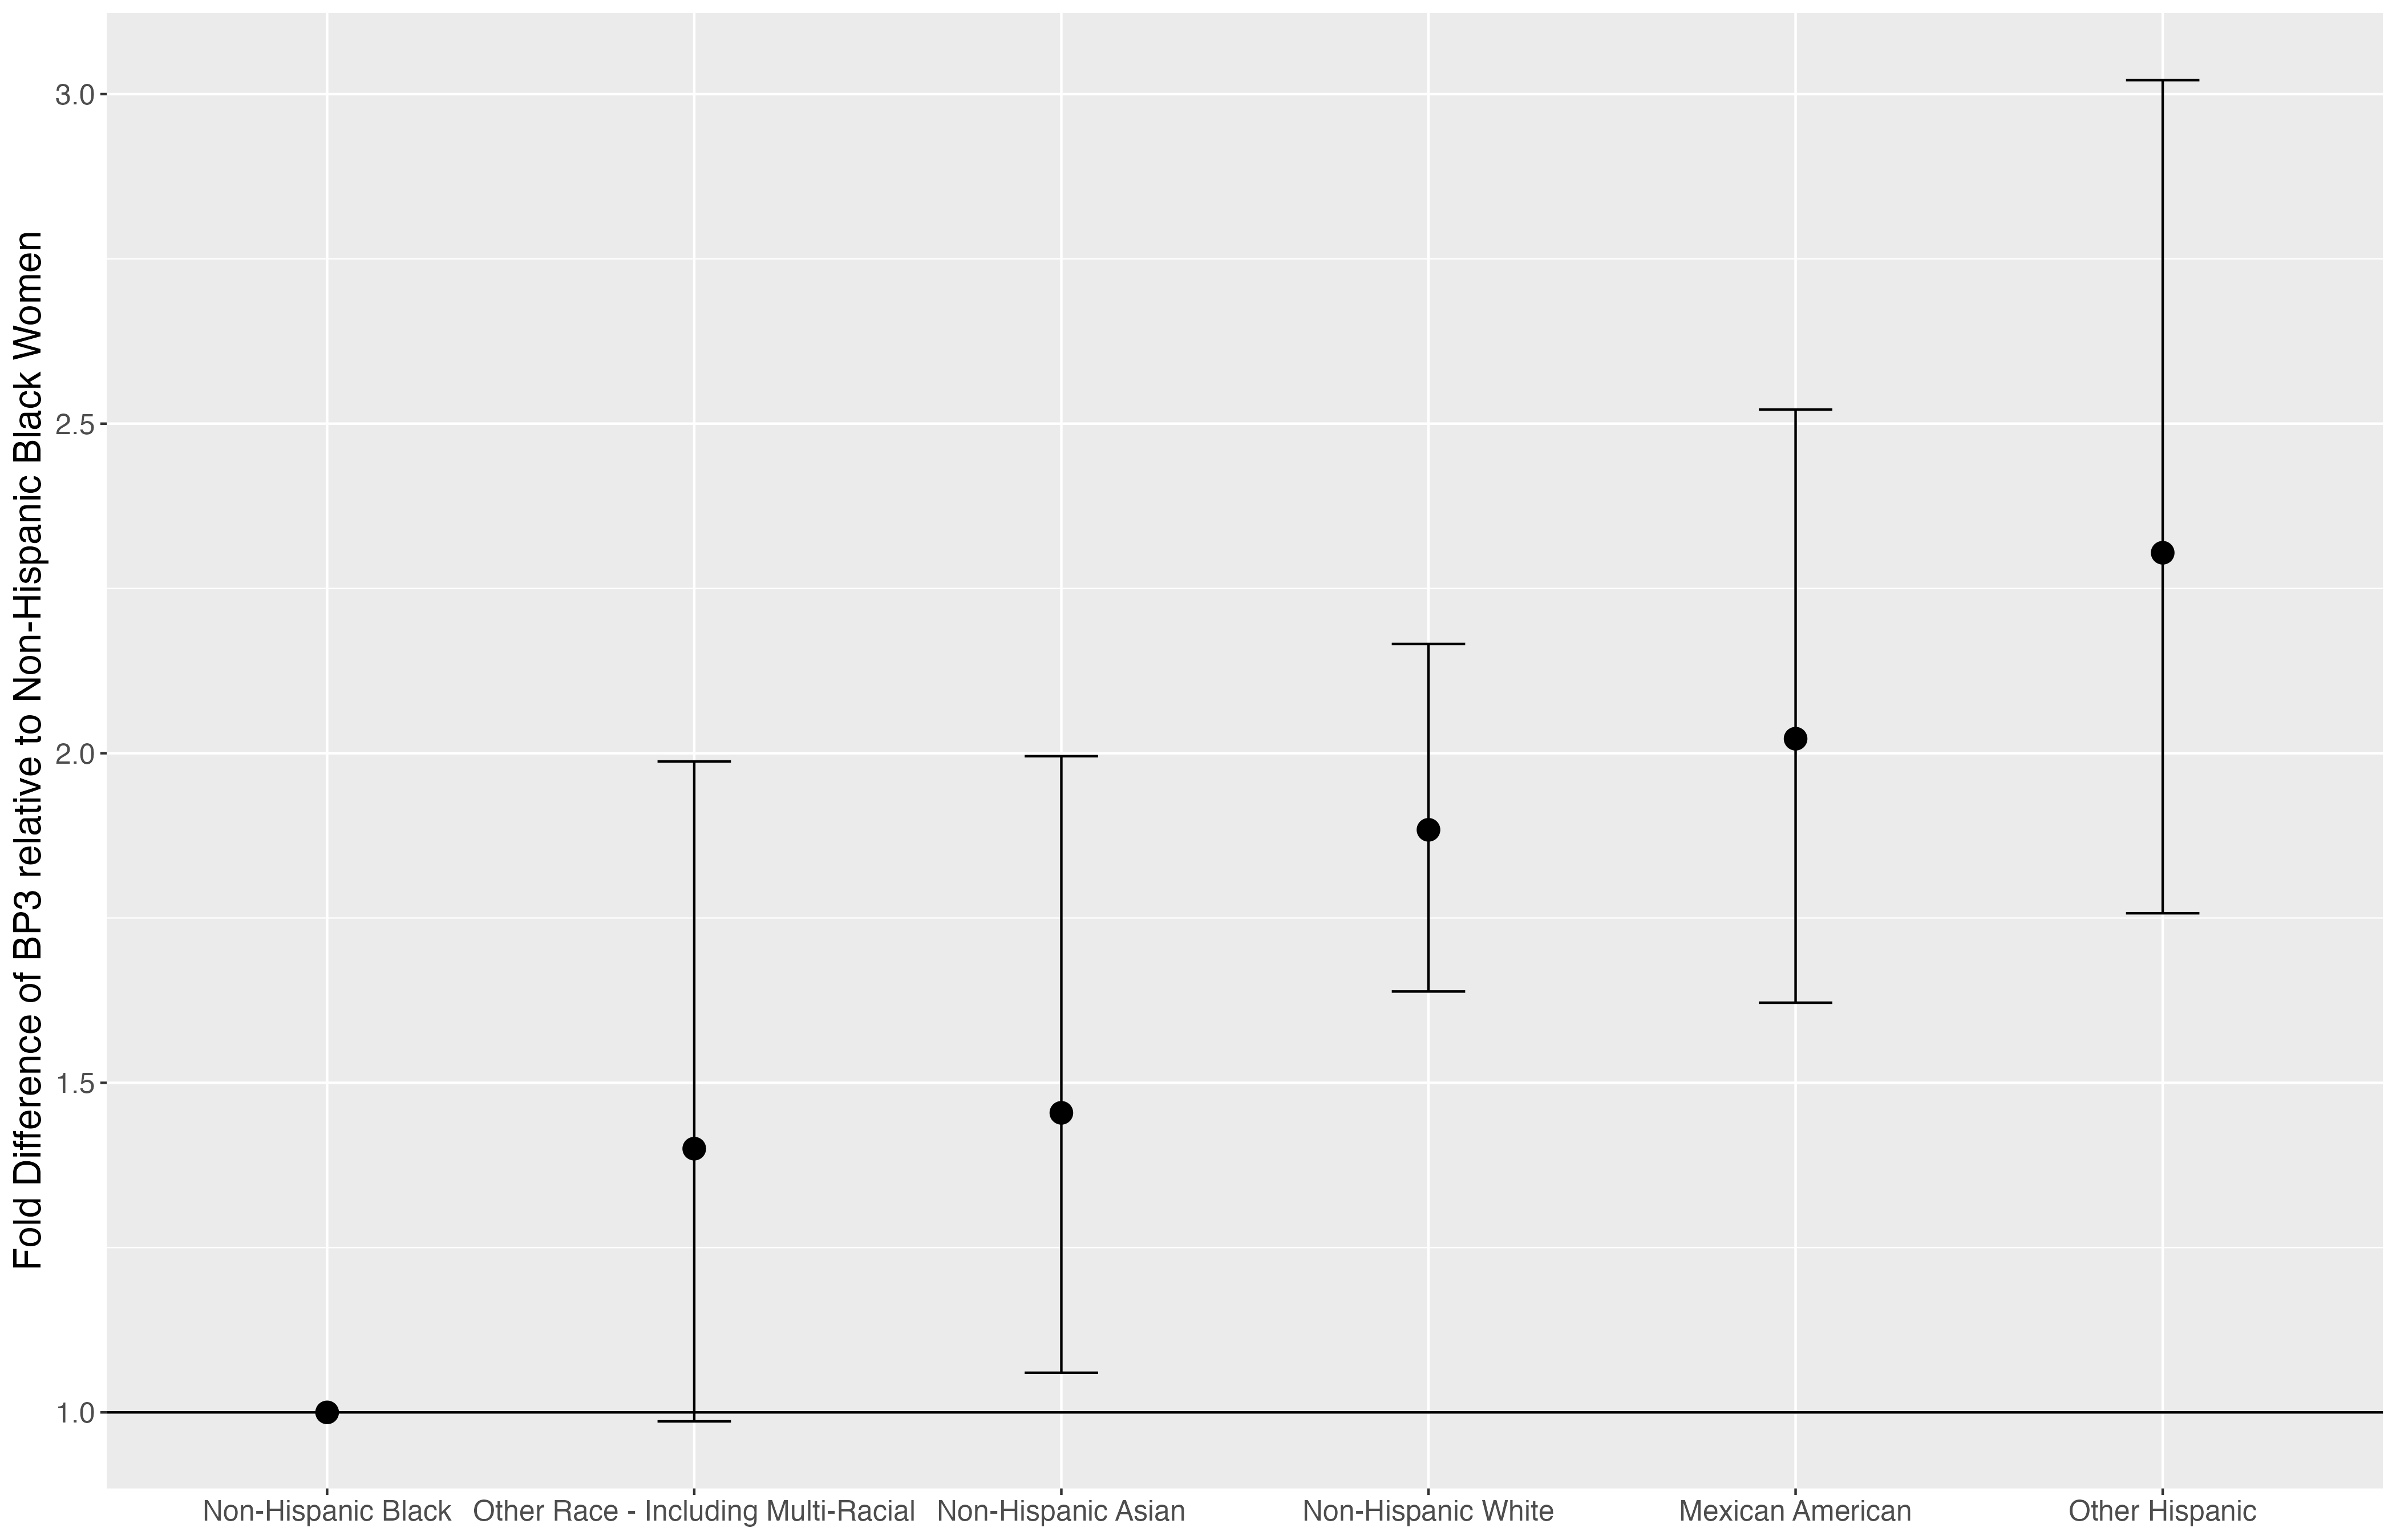 Fold Difference of BP3 relative to Non-Hispanic Black Women
3.0
2.5
2.0
1.5
1.0
Non-Hispanic Black Other Race - Including Multi-Racial Non-Hispanic Asian Non-Hispanic White Mexican American Other Hispanic